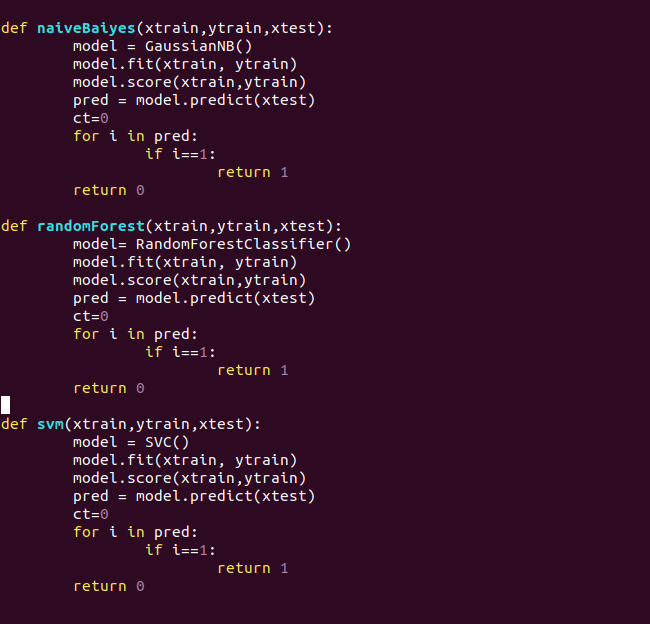 def naiveBaiyes(xtrain,ytrain,xtest):
        model = GaussianNB()
        model.fit(xtrain, ytrain)
        model.score(xtrain,ytrain)
        pred = model.predict(xtest)
        ct=0
        for i in pred:
                if i==1:
                        return 1
        return 0

def randomForest(xtrain,ytrain,xtest):
        model= RandomForestClassifier()
        model.fit(xtrain, ytrain)
        model.score(xtrain,ytrain)
        pred = model.predict(xtest)
        ct=0
        for i in pred:
                if i==1:
                        return 1
        return 0

def svm(xtrain,ytrain,xtest):
        model = SVC()
        model.fit(xtrain, ytrain)
        model.score(xtrain,ytrain)
        pred = model.predict(xtest)
        ct=0
        for i in pred:
                if i==1:
                        return 1
        return 0